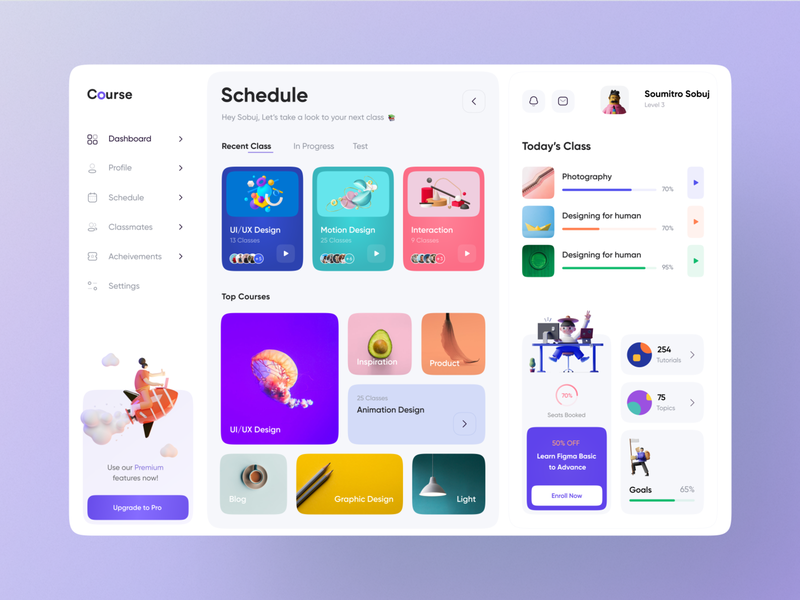 Course
Dashboard
Profile
Schedule
Classmates
Acheivements
Settings
Use our Premium
features now!
Upgrade to Pro
Schedule
Hey Sobuj, Let's take a look to your next class
Recent Class
In Progress
Test
UI/UX Design
13 Classes
+5
Motion Design
25 Classes
Interaction
9 Classes
Top Courses
UI/UX Design
Inspiration
Product
25 Classes
Animation Design
Blog
Graphic Design
Light
Soumitro Sobuj
Level 3
Today's Class
Photography
70%
Designing for human
70%
Designing for human
95%
70%
Seats Booked
50% OFF
Learn Figma Basic
to Advance
Enroll Now
254
Tutorials
75
Topics
Goals
65%